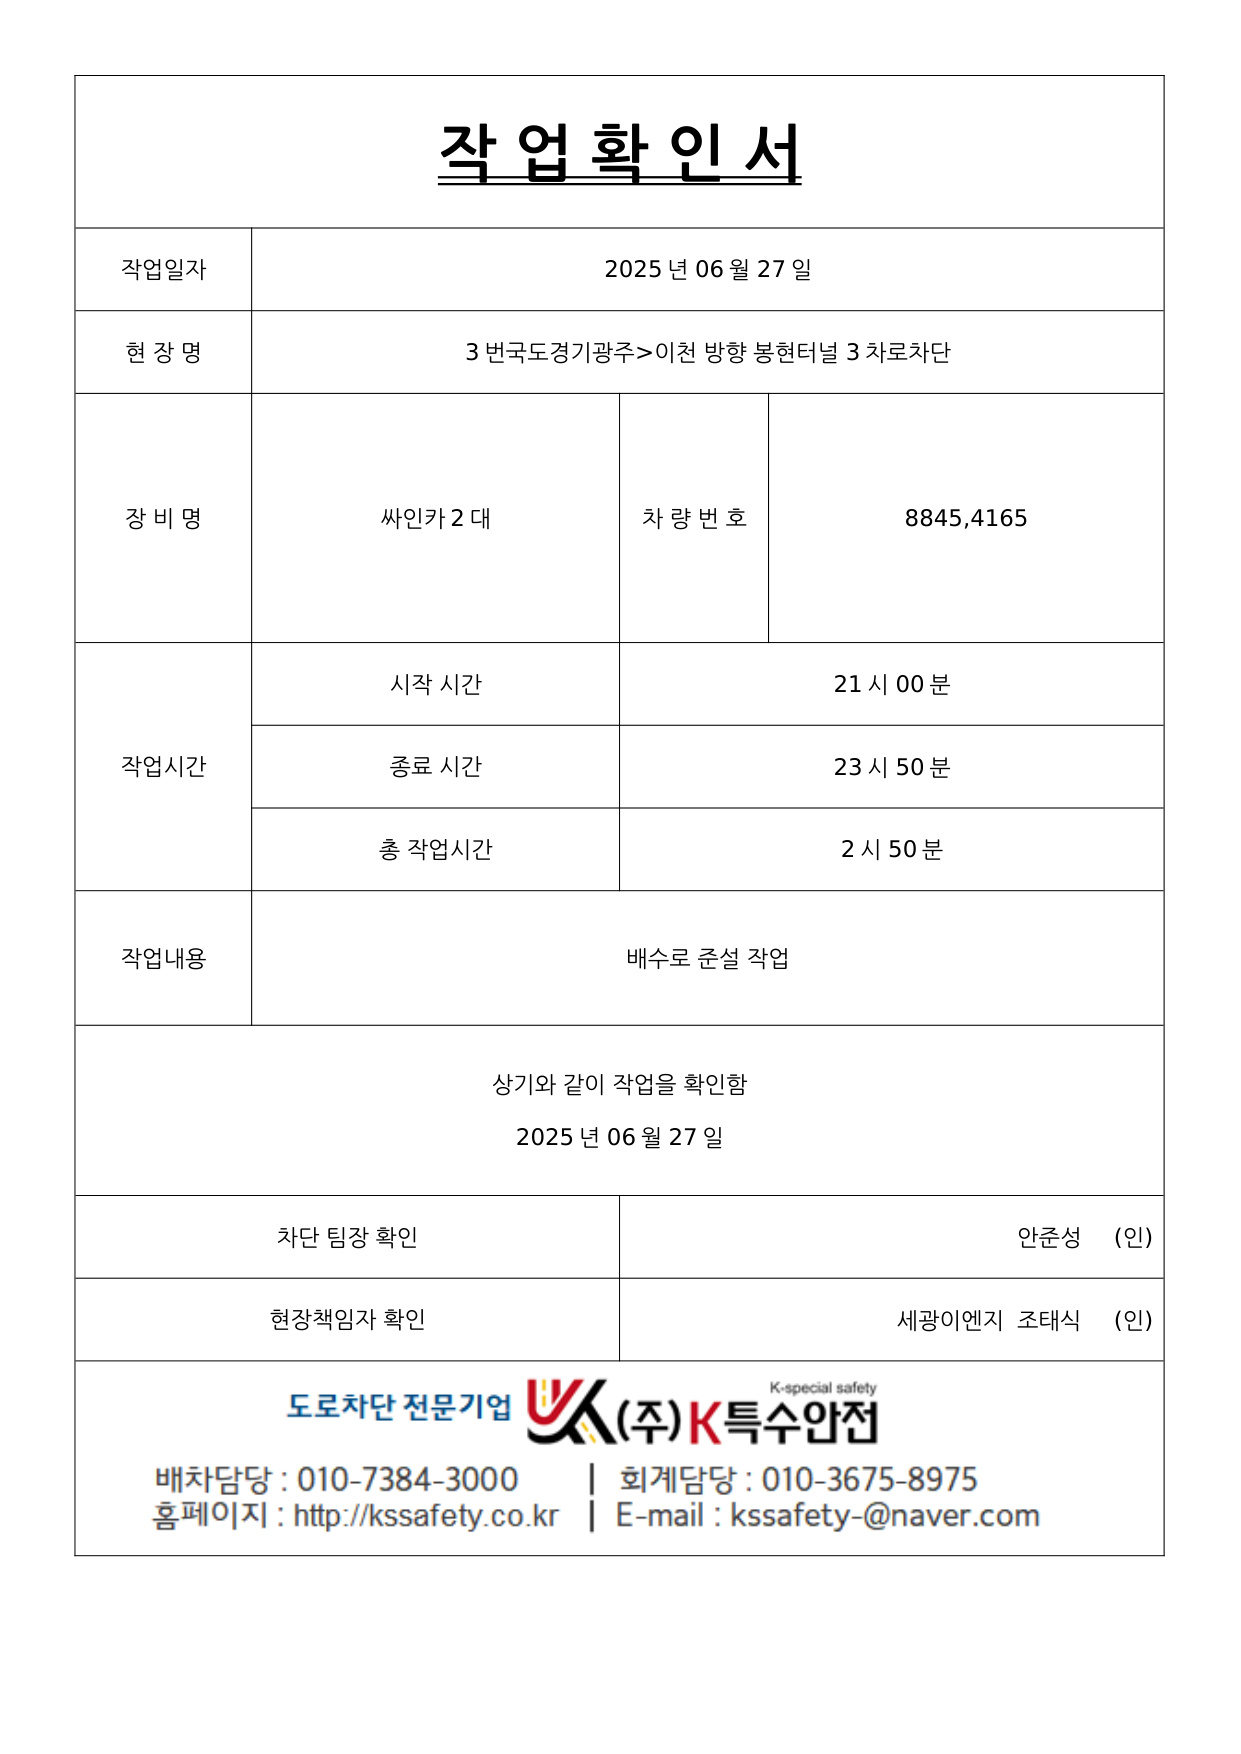 작 업 확 인 서
작업일자
2025 년 06 월 27 일
현 장 명
3 번국도경기광주>이천 방향 봉현터널 3 차로차단
장 비 명
싸인카 2 대
차 량 번 호
8845,4165
작업시간
시작 시간
21 시 00 분
종료 시간
23 시 50 분
총 작업시간
2 시 50 분
작업내용
배수로 준설 작업
상기와 같이 작업을 확인함
2025 년 06 월 27 일
차단 팀장 확인
안준성 (인)
현장책임자 확인
세광이엔지 조태식 (인)
K-special safety
도로차단 전문기업 (주)K특수안전
배차담당 : 010-7384-3000 | 회계담당 : 010-3675-8975
홈페이지 : http://kssafety.co.kr | E-mail : kssafety-@naver.com